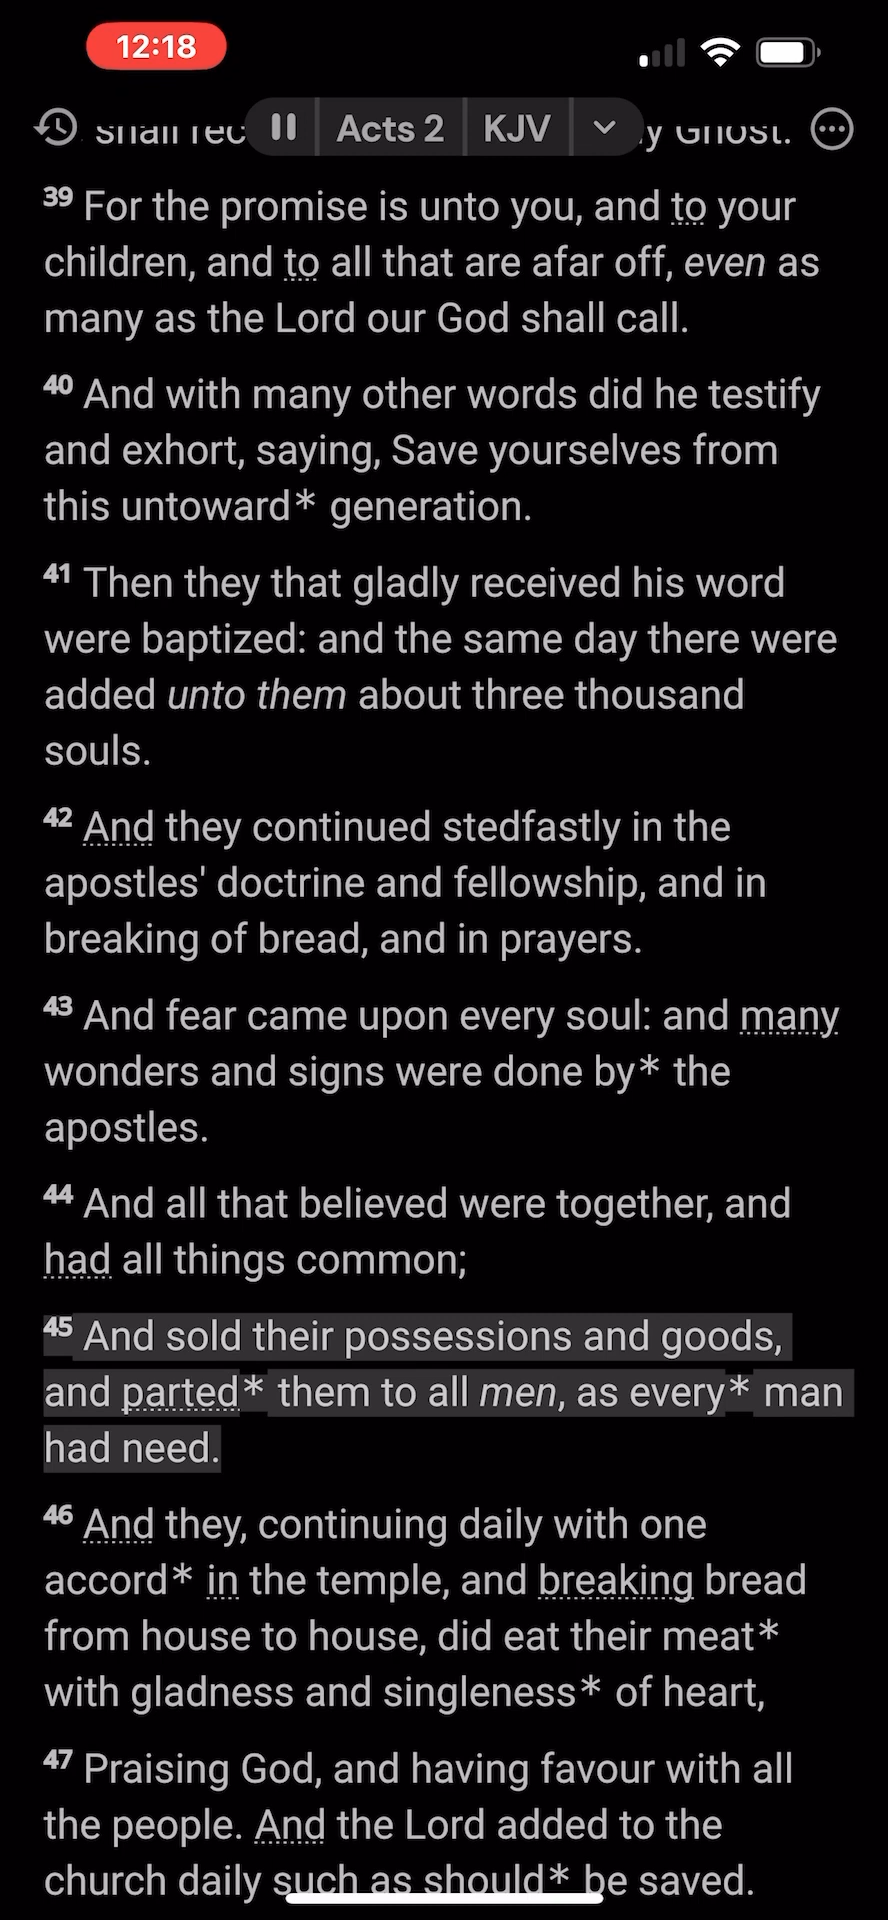 12:18
Acts 2 KJV
Ghost.
39 For the promise is unto you, and to your
children, and to all that are afar off, even as
many as the Lord our God shall call.
40 And with many other words did he testify
and exhort, saying, Save yourselves from
this untoward* generation.
41 Then they that gladly received his word
were baptized: and the same day there were
added unto them about three thousand
souls.
42 And they continued stedfastly in the
apostles' doctrine and fellowship, and in
breaking of bread, and in prayers.
43 And fear came upon every soul: and many
wonders and signs were done by* the
apostles.
44 And all that believed were together, and
had all things common;
45 And sold their possessions and goods,
and parted* them to all men, as every* man
had need.
46 And they, continuing daily with one
accord* in the temple, and breaking bread
from house to house, did eat their meat*
with gladness and singleness* of heart,
47 Praising God, and having favour with all
the people. And the Lord added to the
church daily such as should* be saved.